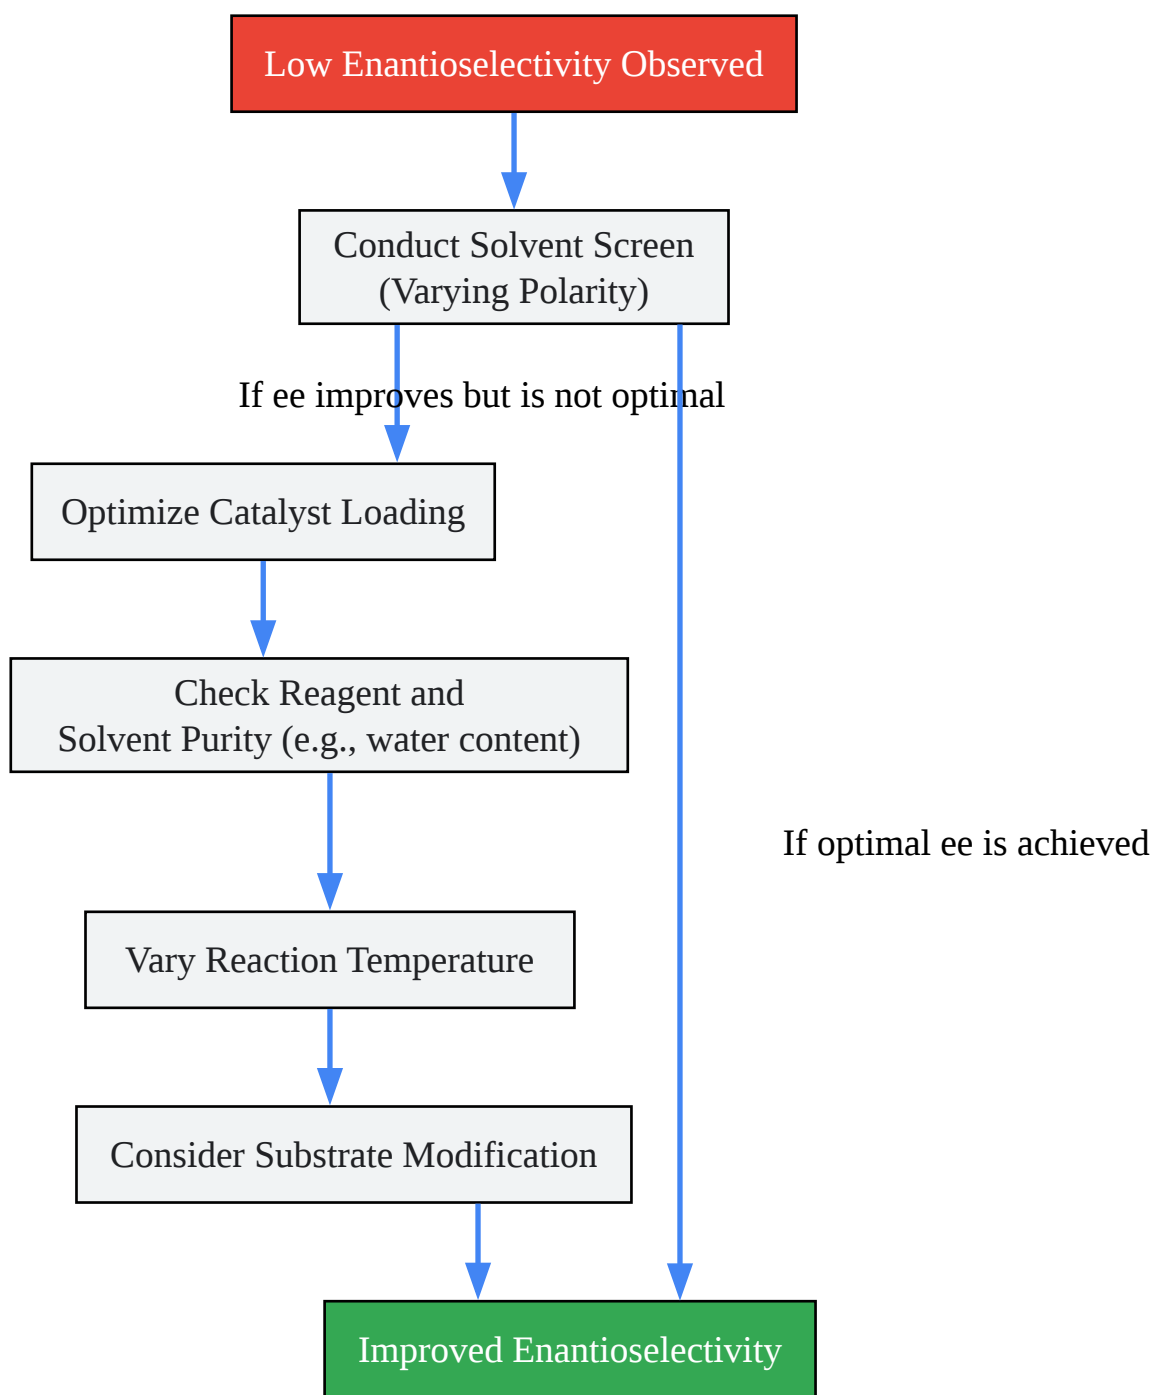 Low Enantioselectivity Observed
Conduct Solvent Screen
(Varying Polarity)
If ee improves but is not optimal
Optimize Catalyst Loading
Check Reagent and
Solvent Purity (e.g., water content)
If optimal ee is achieved
Vary Reaction Temperature
Consider Substrate Modification
Improved Enantioselectivity